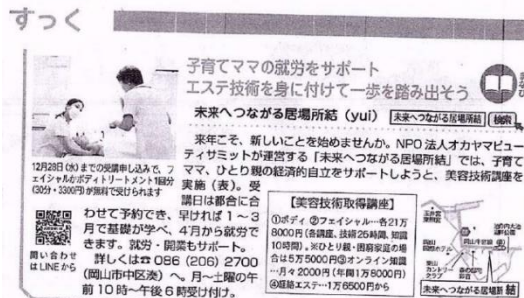 すっく
子育てママの就労をサポート
エステ技術を身に付けて一歩を踏み出そう
未来へつながる居場所結(yui)
未来へつながる居場所結 検索
来年こそ、新しいことを始めませんか。NPO法人オカヤマビュー
ティサミットが運営する「未来へつながる居場所結」では、子育て
ママ、ひとり親の経済的自立をサポートしようと、美容技術講座を
実施(表)。受
講日は都合に合
わせて予約でき、早ければ1~3
カ月で基礎が学べ、4カ月から就労で
きます。就労・開業もサポート。
詳しくは☎086(206)2700
(岡山市中区湊)へ。月~土曜の午
前10時~午後6時受け付け。
12月28日(水)までの受講申し込みで、フ
ェイシャルかボディトリートメント1回分
(30分・3300円)が無料で受けられます
問い合わせ
はLINEから
【美容技術取得講座】
①ボディ ②フェイシャル…各21万
8000円(各講座、技術25時間、知識
10時間)。※ひとり親・困窮家庭の場
合は5万5000円③オンライン知識
…月々2000円(年間1万8000円)
④経絡エステ…1万6500円から
未来へつながる居場所 結